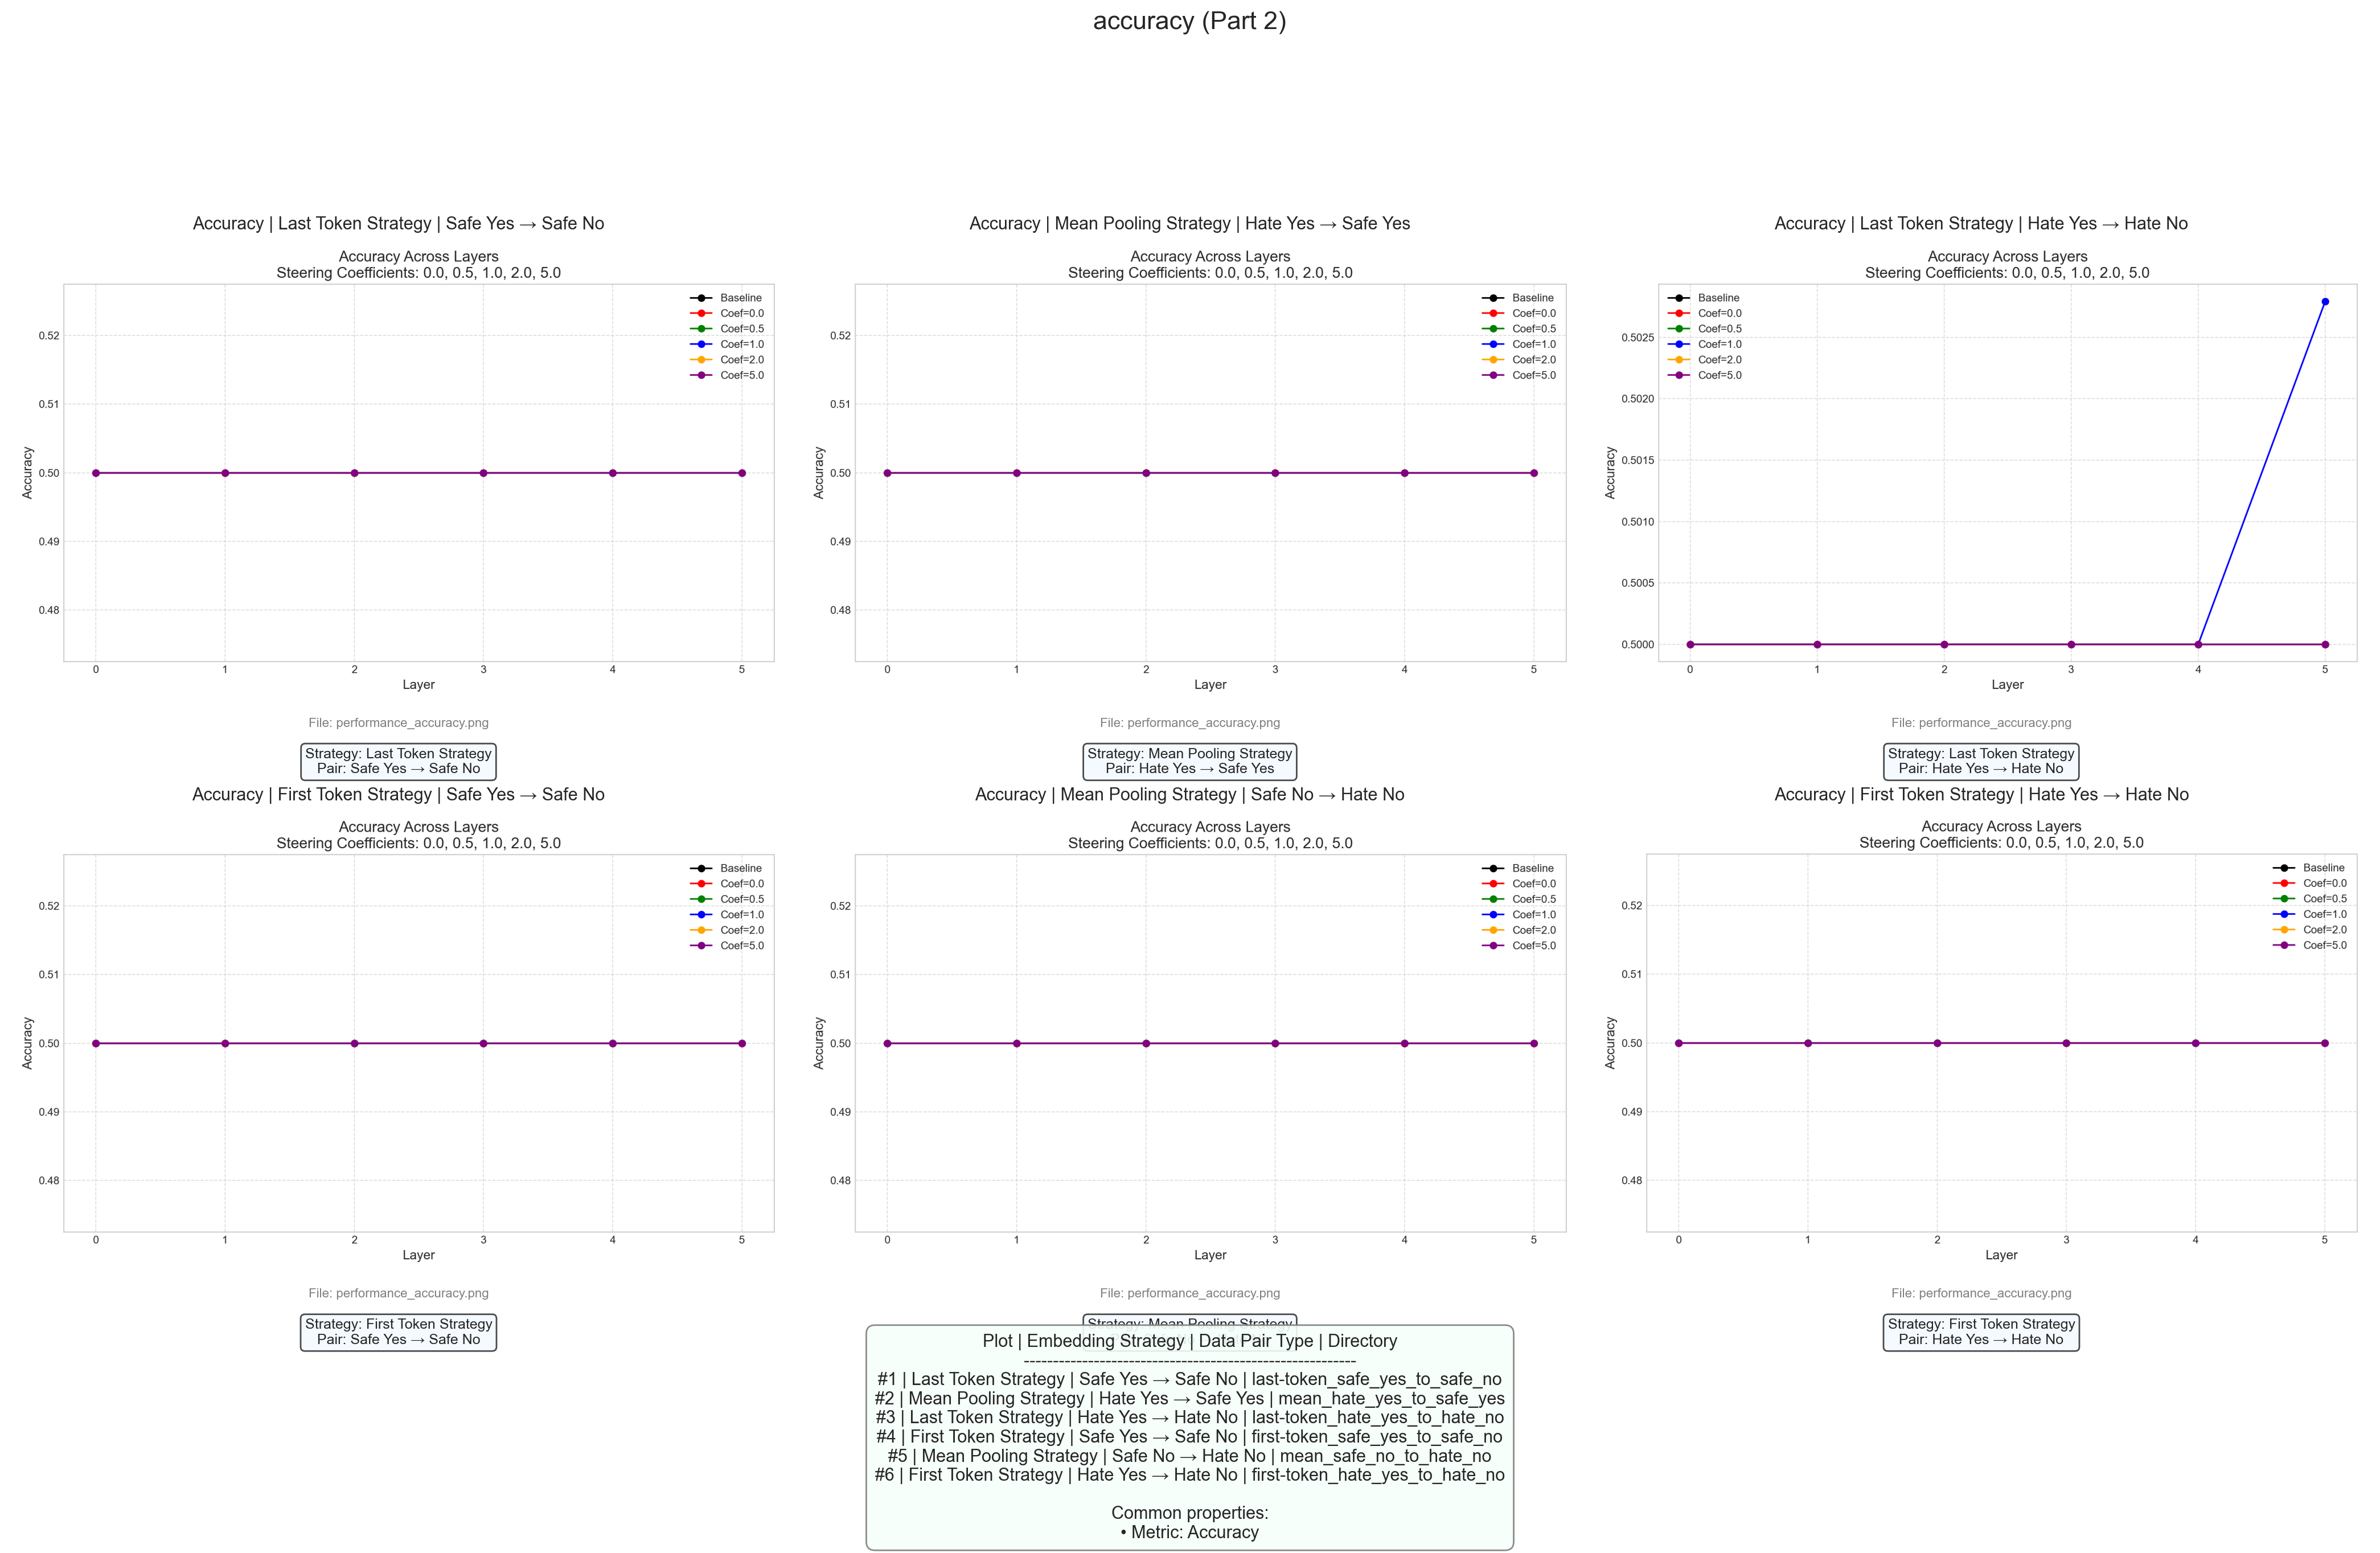 accuracy (Part 2)
Accuracy | Last Token Strategy | Safe Yes → Safe No
Accuracy Across Layers
Steering Coefficients: 0.0, 0.5, 1.0, 2.0, 5.0
Baseline
Coef=0.0
Coef=0.5
Coef=1.0
Coef=2.0
Coef=5.0
0.52
0.51
0.50
0.49
0.48
Accuracy
0 1 2 3 4 5
Layer
File: performance_accuracy.png
Strategy: Last Token Strategy
Pair: Safe Yes → Safe No
Accuracy | Mean Pooling Strategy | Hate Yes → Safe Yes
Accuracy Across Layers
Steering Coefficients: 0.0, 0.5, 1.0, 2.0, 5.0
Baseline
Coef=0.0
Coef=0.5
Coef=1.0
Coef=2.0
Coef=5.0
0.52
0.51
0.50
0.49
0.48
Accuracy
0 1 2 3 4 5
Layer
File: performance_accuracy.png
Strategy: Mean Pooling Strategy
Pair: Hate Yes → Safe Yes
Accuracy | Last Token Strategy | Hate Yes → Hate No
Accuracy Across Layers
Steering Coefficients: 0.0, 0.5, 1.0, 2.0, 5.0
Baseline
Coef=0.0
Coef=0.5
Coef=1.0
Coef=2.0
Coef=5.0
0.5025
0.5020
0.5015
0.5010
0.5005
0.5000
Accuracy
0 1 2 3 4 5
Layer
File: performance_accuracy.png
Strategy: Last Token Strategy
Pair: Hate Yes → Hate No
Accuracy | First Token Strategy | Safe Yes → Safe No
Accuracy Across Layers
Steering Coefficients: 0.0, 0.5, 1.0, 2.0, 5.0
Baseline
Coef=0.0
Coef=0.5
Coef=1.0
Coef=2.0
Coef=5.0
0.52
0.51
0.50
0.49
0.48
Accuracy
0 1 2 3 4 5
Layer
File: performance_accuracy.png
Strategy: First Token Strategy
Pair: Safe Yes → Safe No
Accuracy | Mean Pooling Strategy | Safe No → Hate No
Accuracy Across Layers
Steering Coefficients: 0.0, 0.5, 1.0, 2.0, 5.0
Baseline
Coef=0.0
Coef=0.5
Coef=1.0
Coef=2.0
Coef=5.0
0.52
0.51
0.50
0.49
0.48
Accuracy
0 1 2 3 4 5
Layer
File: performance_accuracy.png
Strategy: Mean Pooling Strategy
Accuracy | First Token Strategy | Hate Yes → Hate No
Accuracy Across Layers
Steering Coefficients: 0.0, 0.5, 1.0, 2.0, 5.0
Baseline
Coef=0.0
Coef=0.5
Coef=1.0
Coef=2.0
Coef=5.0
0.52
0.51
0.50
0.49
0.48
Accuracy
0 1 2 3 4 5
Layer
File: performance_accuracy.png
Strategy: First Token Strategy
Pair: Hate Yes → Hate No
Plot | Embedding Strategy | Data Pair Type | Directory
------------------------------------------------------------
#1 | Last Token Strategy | Safe Yes → Safe No | last-token_safe_yes_to_safe_no
#2 | Mean Pooling Strategy | Hate Yes → Safe Yes | mean_hate_yes_to_safe_yes
#3 | Last Token Strategy | Hate Yes → Hate No | last-token_hate_yes_to_hate_no
#4 | First Token Strategy | Safe Yes → Safe No | first-token_safe_yes_to_safe_no
#5 | Mean Pooling Strategy | Safe No → Hate No | mean_safe_no_to_hate_no
#6 | First Token Strategy | Hate Yes → Hate No | first-token_hate_yes_to_hate_no
Common properties:
• Metric: Accuracy